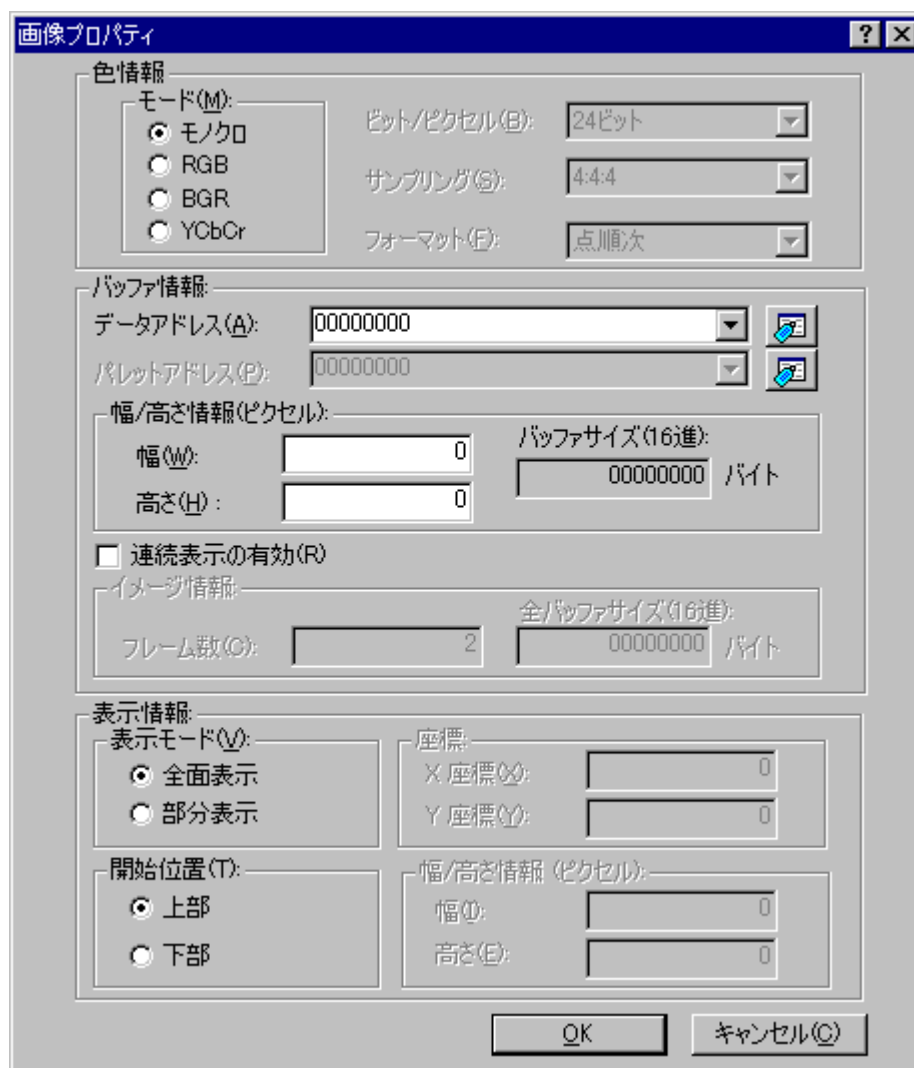 画像プロパティ
色情報
モード(M):
モノクロ
RGB
BGR
YCbCr
ビット/ピクセル(B): 24ビット
サンプリング(S): 4:4:4
フォーマット(F): 点順次
バッファ情報:
データアドレス(A): 00000000
パレットアドレス(P): 00000000
幅/高さ情報(ピクセル):
幅(W): 0
高さ(H) : 0
バッファサイズ(16進):
00000000 バイト
連続表示の有効(R)
イメージ情報:
フレーム数(C): 2
全バッファサイズ(16進):
00000000 バイト
表示情報:
表示モード(V):
全面表示
部分表示
座標:
X 座標(X): 0
Y 座標(Y): 0
開始位置(T):
上部
下部
幅/高さ情報 (ピクセル):
幅(I): 0
高さ(E): 0
OK キャンセル(C)